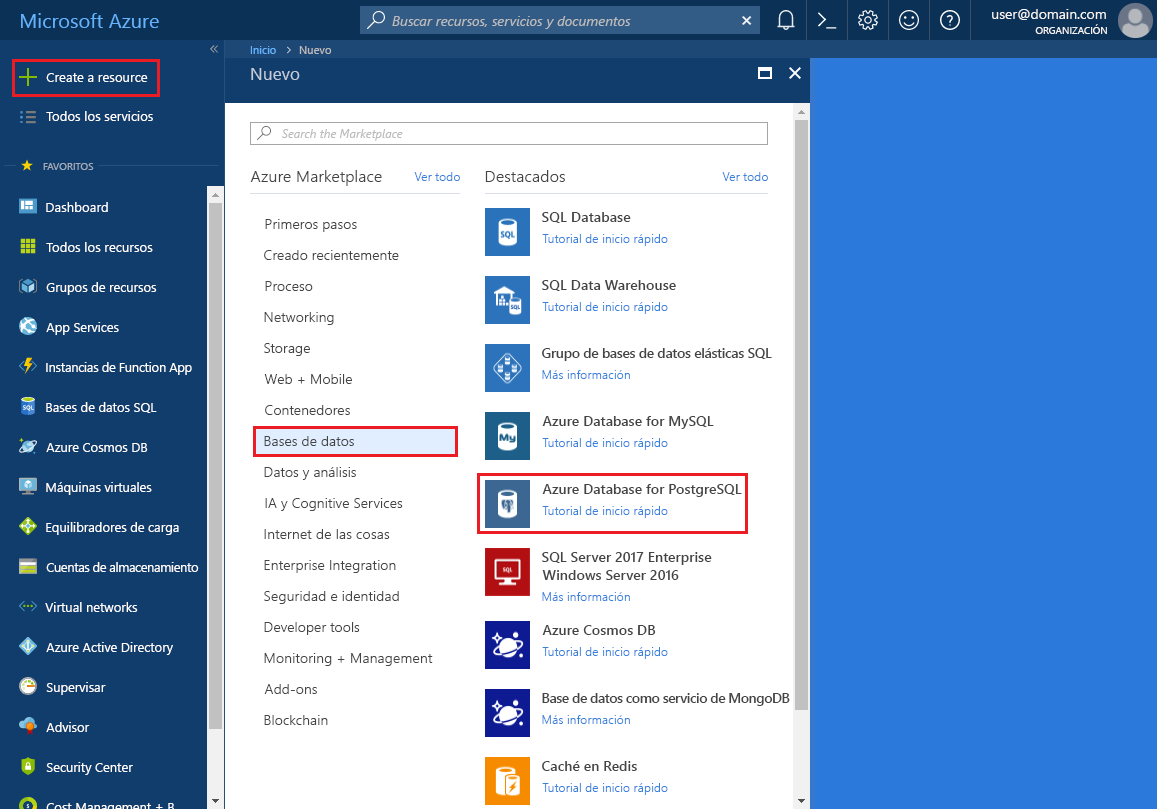 Microsoft Azure
Buscar recursos, servicios y documentos
user@domain.com
ORGANIZACIÓN
Create a resource
Todos los servicios
FAVORITOS
Dashboard
Todos los recursos
Grupos de recursos
App Services
Instancias de Function App
Bases de datos SQL
Azure Cosmos DB
Máquinas virtuales
Equilibradores de carga
Cuentas de almacenamiento
Virtual networks
Azure Active Directory
Supervisar
Advisor
Security Center
Cost Management + B
Inicio > Nuevo
Nuevo
Search the Marketplace
Azure Marketplace
Ver todo
Primeros pasos
Creado recientemente
Proceso
Networking
Storage
Web + Mobile
Contenedores
Bases de datos
Datos y análisis
IA y Cognitive Services
Internet de las cosas
Enterprise Integration
Seguridad e identidad
Developer tools
Monitoring + Management
Add-ons
Blockchain
Destacados
Ver todo
SQL Database
Tutorial de inicio rápido
SQL Data Warehouse
Tutorial de inicio rápido
Grupo de bases de datos elásticas SQL
Más información
Azure Database for MySQL
Tutorial de inicio rápido
Azure Database for PostgreSQL
Tutorial de inicio rápido
SQL Server 2017 Enterprise
Windows Server 2016
Más información
Azure Cosmos DB
Tutorial de inicio rápido
Base de datos como servicio de MongoDB
Más información
Caché en Redis
Tutorial de inicio rápido